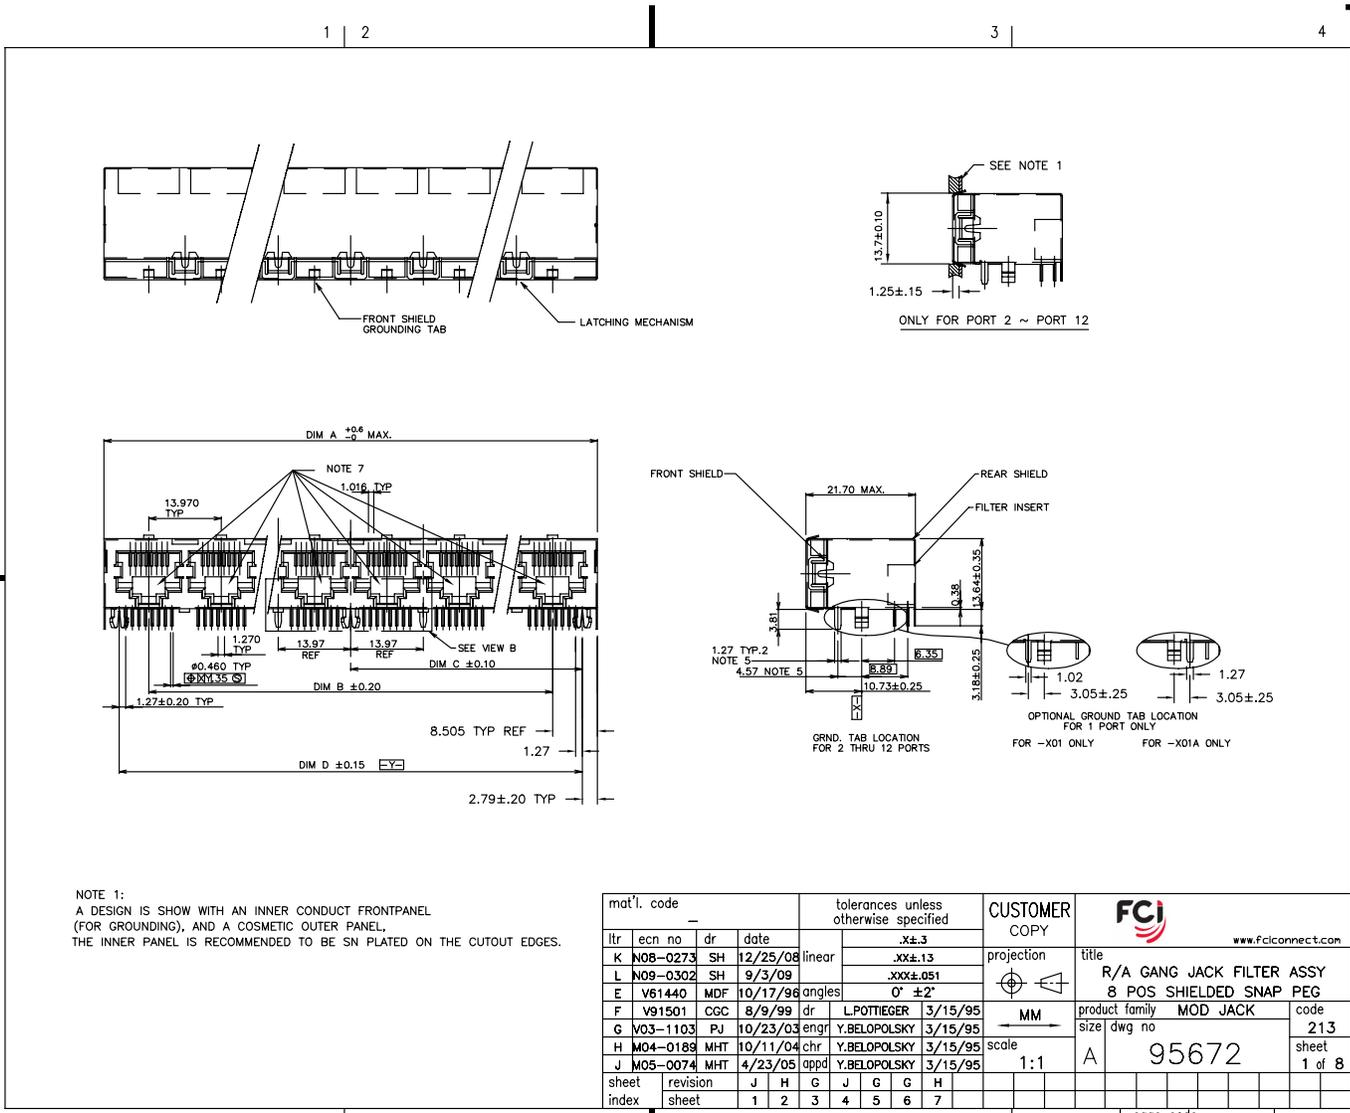 1 2 3 4
SEE NOTE 1
13.7±0.10
1.25±.15
ONLY FOR PORT 2 ~ PORT 12
FRONT SHIELD
GROUNDING TAB
LATCHING MECHANISM
DIM A +0.6 -0 MAX.
NOTE 7
1.016 TYP
13.970
TYP
1.270
TYP
13.97
REF
13.97
REF
SEE VIEW B
DIM C ±0.10
ø0.460 TYP
DIM B ±0.20
1.27±0.20 TYP
8.505 TYP REF
1.27
DIM D ±0.15 -Y-
2.79±.20 TYP
FRONT SHIELD
REAR SHIELD
21.70 MAX.
FILTER INSERT
13.64±0.35
0.38
3.81
1.27 TYP.2
NOTE 5
6.35
4.57 NOTE 5
8.89
10.73±0.25
3.18±0.25
-X-
1.02
3.05±.25
1.27
3.05±.25
OPTIONAL GROUND TAB LOCATION
FOR 1 PORT ONLY
GRND. TAB LOCATION
FOR 2 THRU 12 PORTS
FOR -X01 ONLY
FOR -X01A ONLY
NOTE 1:
A DESIGN IS SHOW WITH AN INNER CONDUCT FRONTPANEL
(FOR GROUNDING), AND A COSMETIC OUTER PANEL,
THE INNER PANEL IS RECOMMENDED TO BE SN PLATED ON THE CUTOUT EDGES.
mat'l. code
–
tolerances unless
otherwise specified
CUSTOMER
COPY
FCi
www.fciconnect.com
ltr ecn no dr date
linear
.X±.3
.XX±.13
.XXX±.051
angles 0° ±2°
K N08-0273 SH 12/25/08
L N09-0302 SH 9/3/09
E V61440 MDF 10/17/96
F V91501 CGC 8/9/99
G V03-1103 PJ 10/23/03
H M04-0189 MHT 10/11/04
J M05-0074 MHT 4/23/05
dr L.POTTIEGER 3/15/95
engr Y.BELOPOLSKY 3/15/95
chr Y.BELOPOLSKY 3/15/95
appd Y.BELOPOLSKY 3/15/95
projection
MM
scale
1:1
title
R/A GANG JACK FILTER ASSY
8 POS SHIELDED SNAP PEG
product family MOD JACK
code
213
size dwg no
A 95672
sheet
1 of 8
sheet revision J H G J G G H
index sheet 1 2 3 4 5 6 7